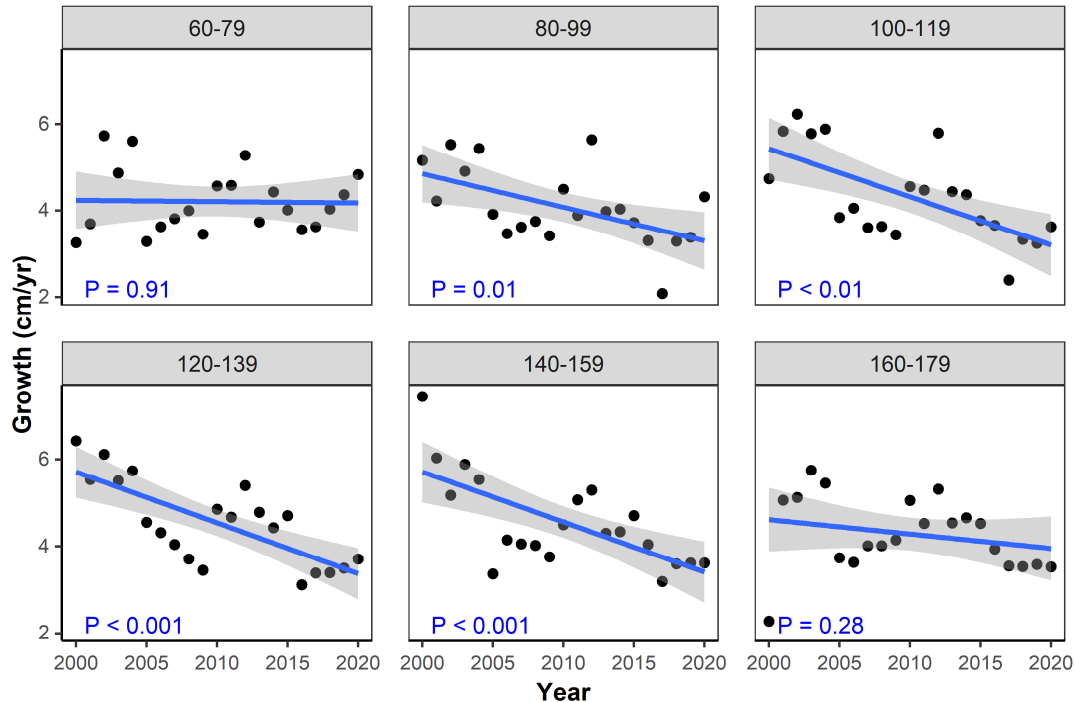 60-79
80-99
100-119
6
4
2
P = 0.91
P = 0.01
P < 0.01
Growth (cm/yr)
120-139
140-159
160-179
6
4
2
P < 0.001
P < 0.001
P = 0.28
2000 2005 2010 2015 2020
2000 2005 2010 2015 2020
2000 2005 2010 2015 2020
Year